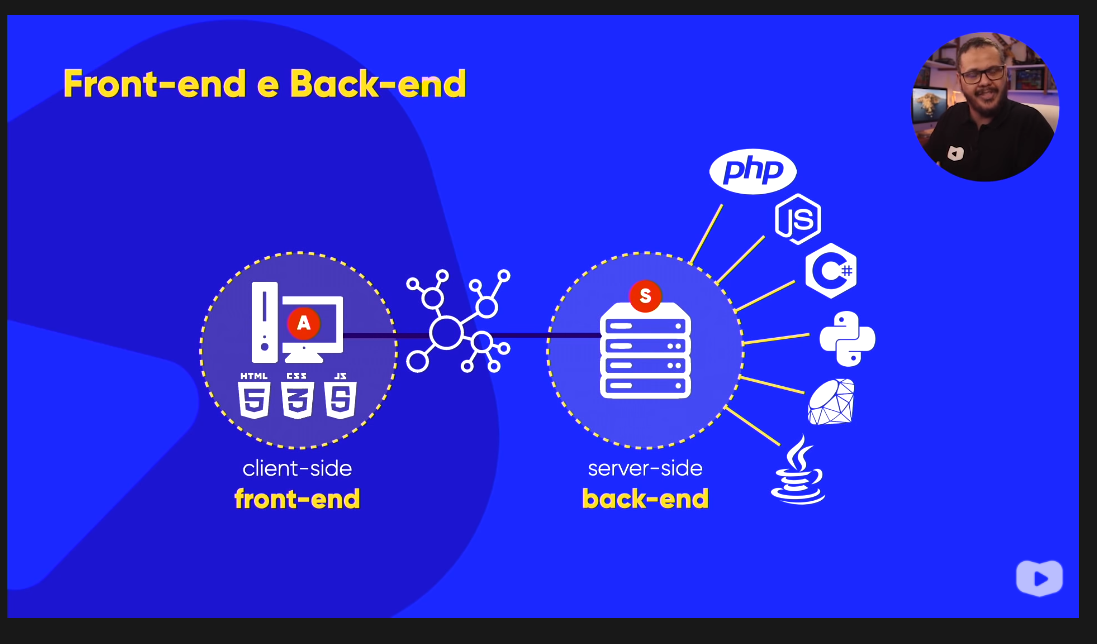 Front-end e Back-end
php
JS
C#
S
A
HTML CSS JS
5 3 5
client-side
front-end
server-side
back-end